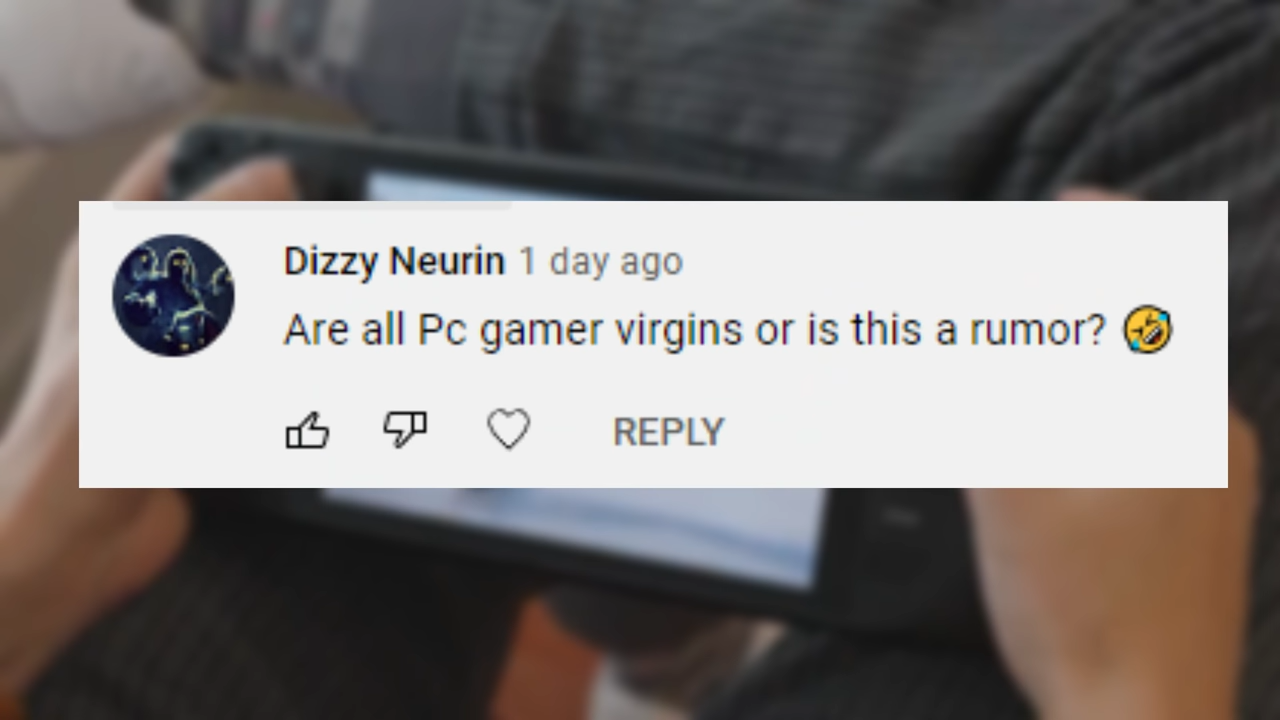 Dizzy Neurin 1 day ago
Are all Pc gamer virgins or is this a rumor? 🤣
REPLY